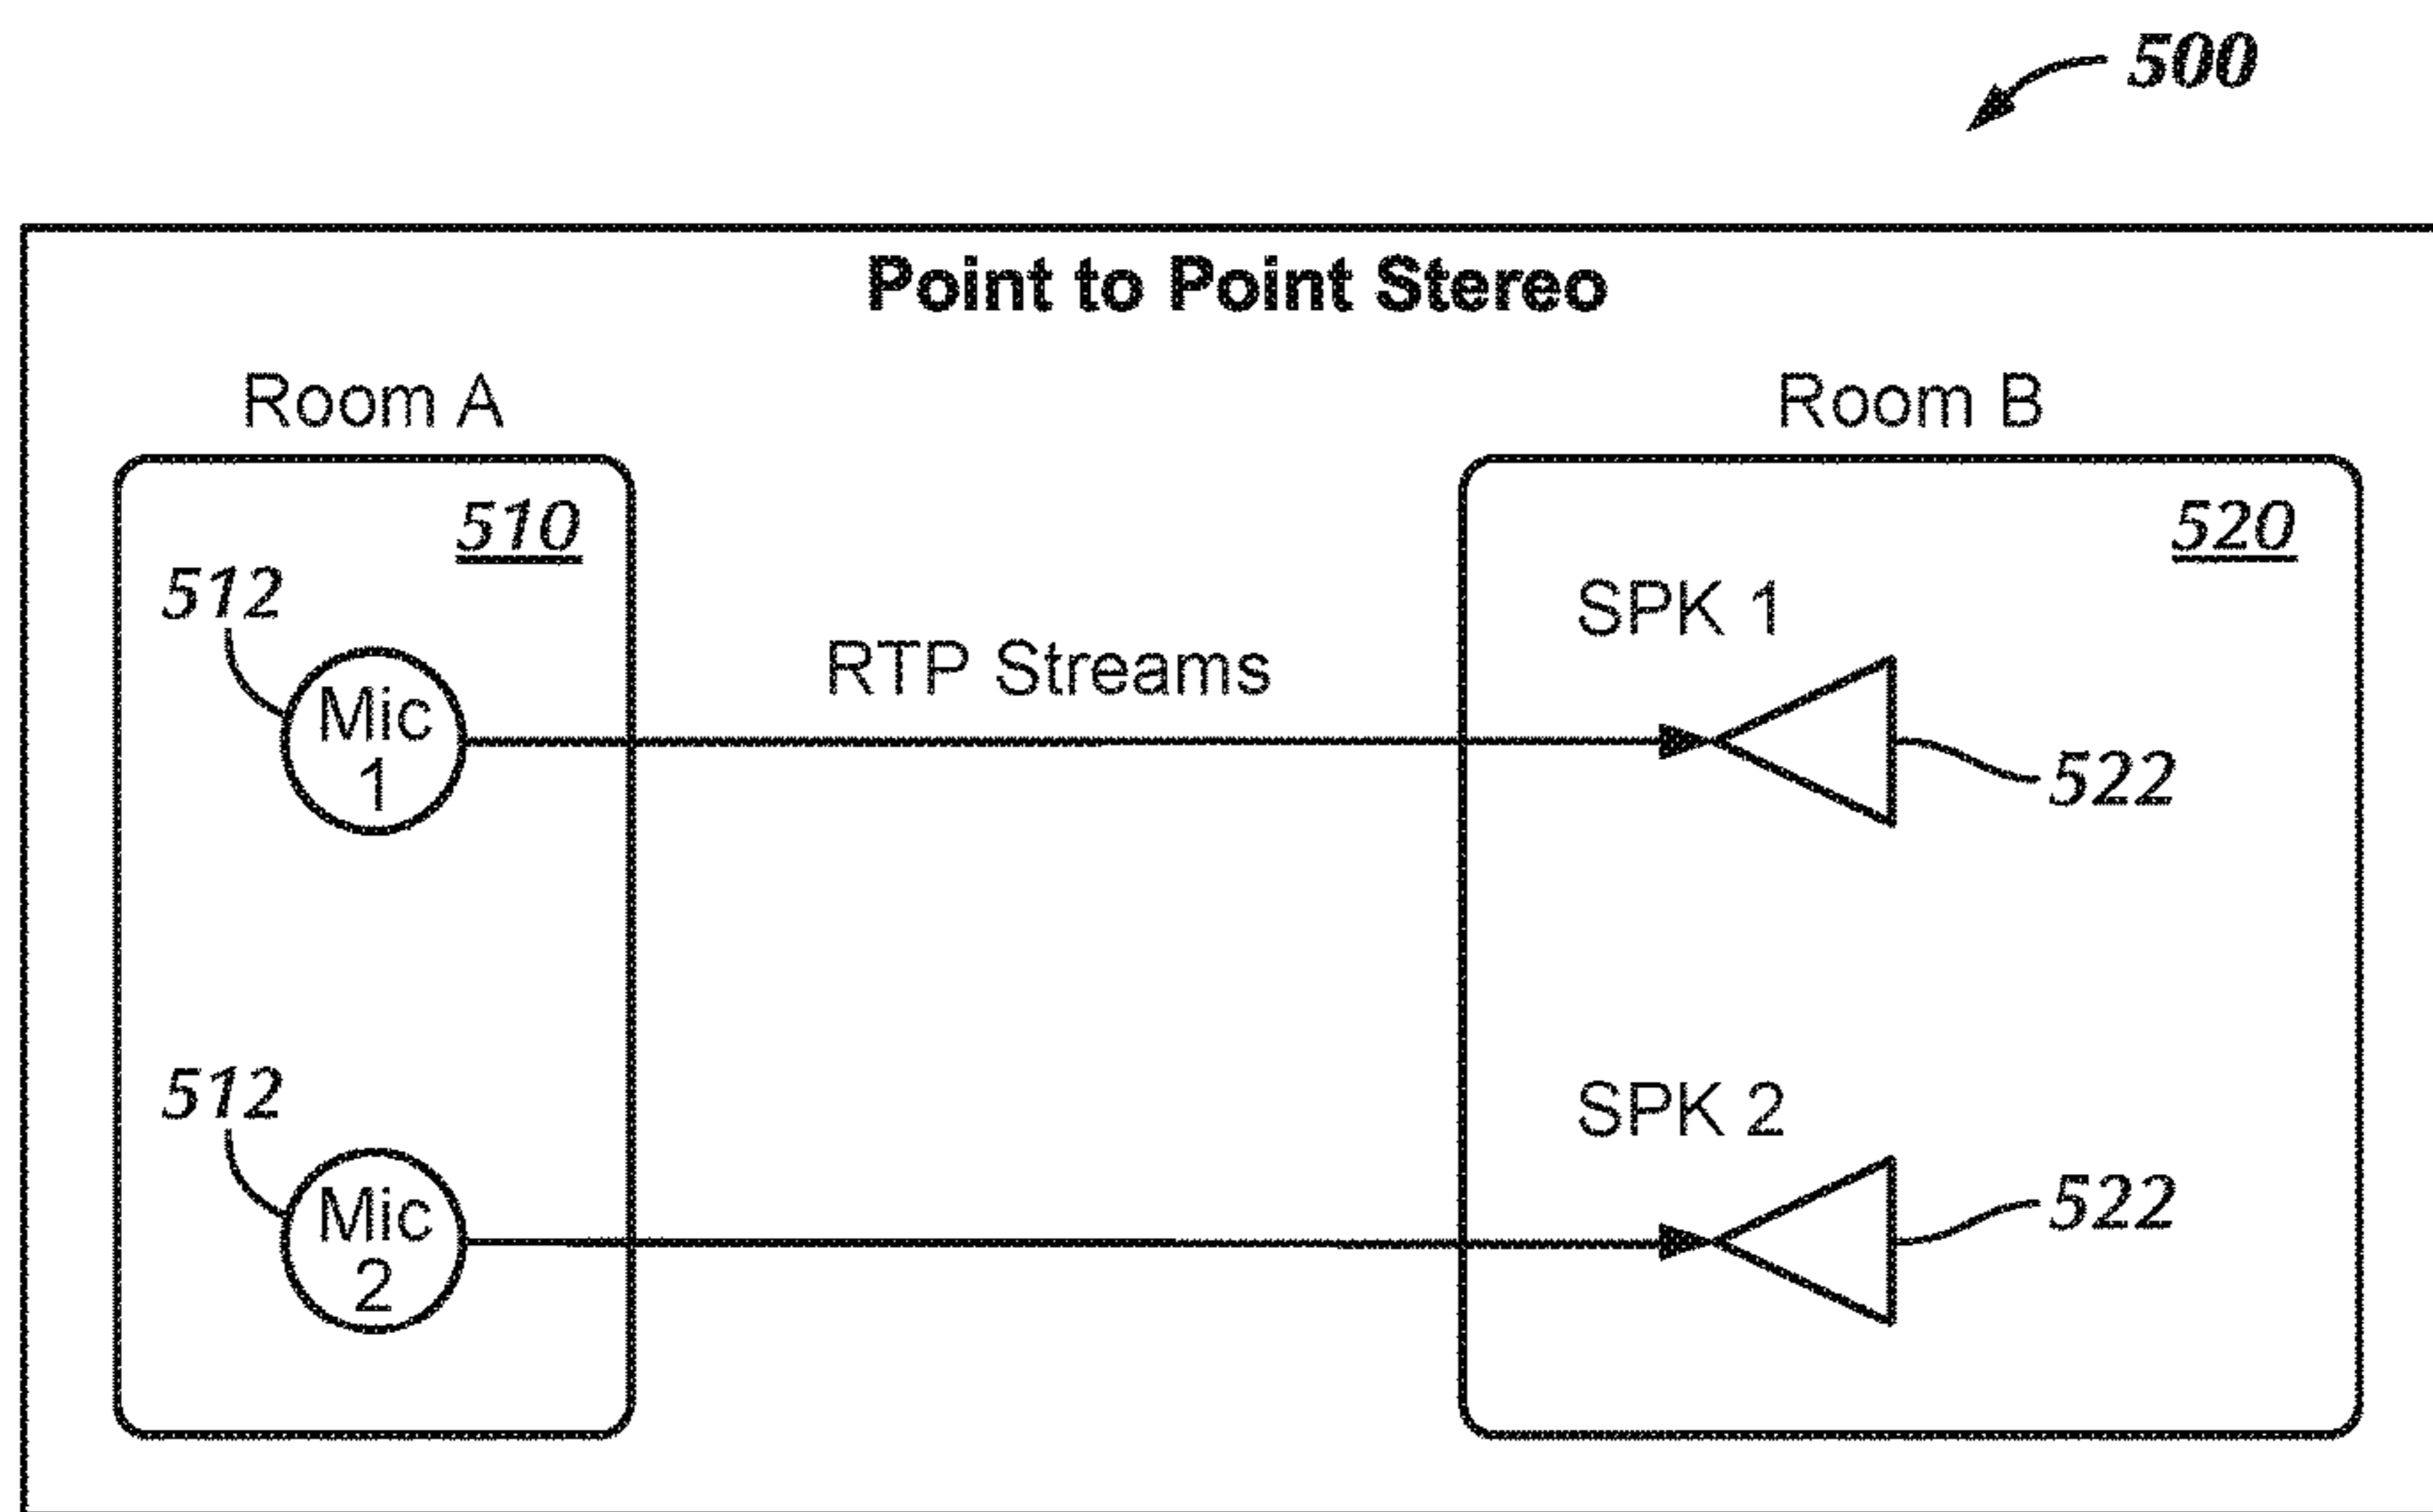 500
Point to Point Stereo
Room A
Room B
510
520
512
SPK 1
RTP Streams
Mic
1
522
512
SPK 2
Mic
2
522